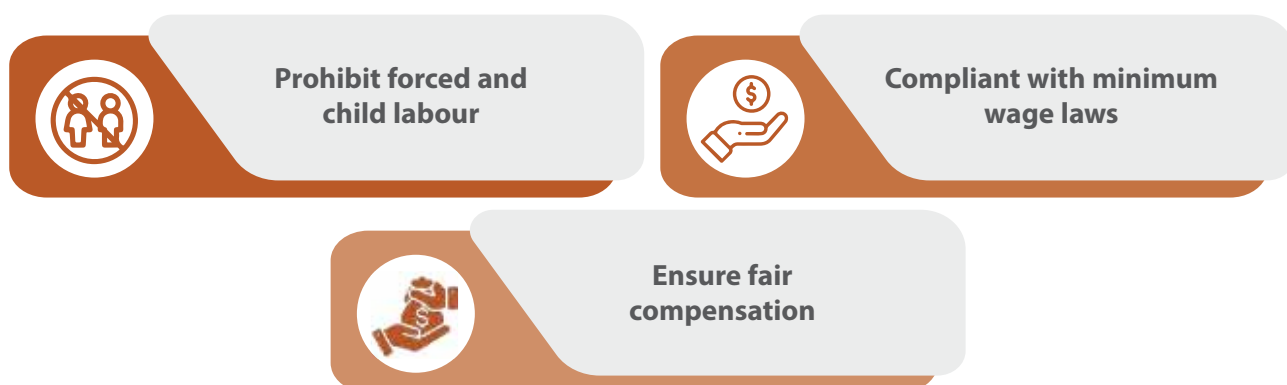 Prohibit forced and
child labour
Compliant with minimum
wage laws
Ensure fair
compensation